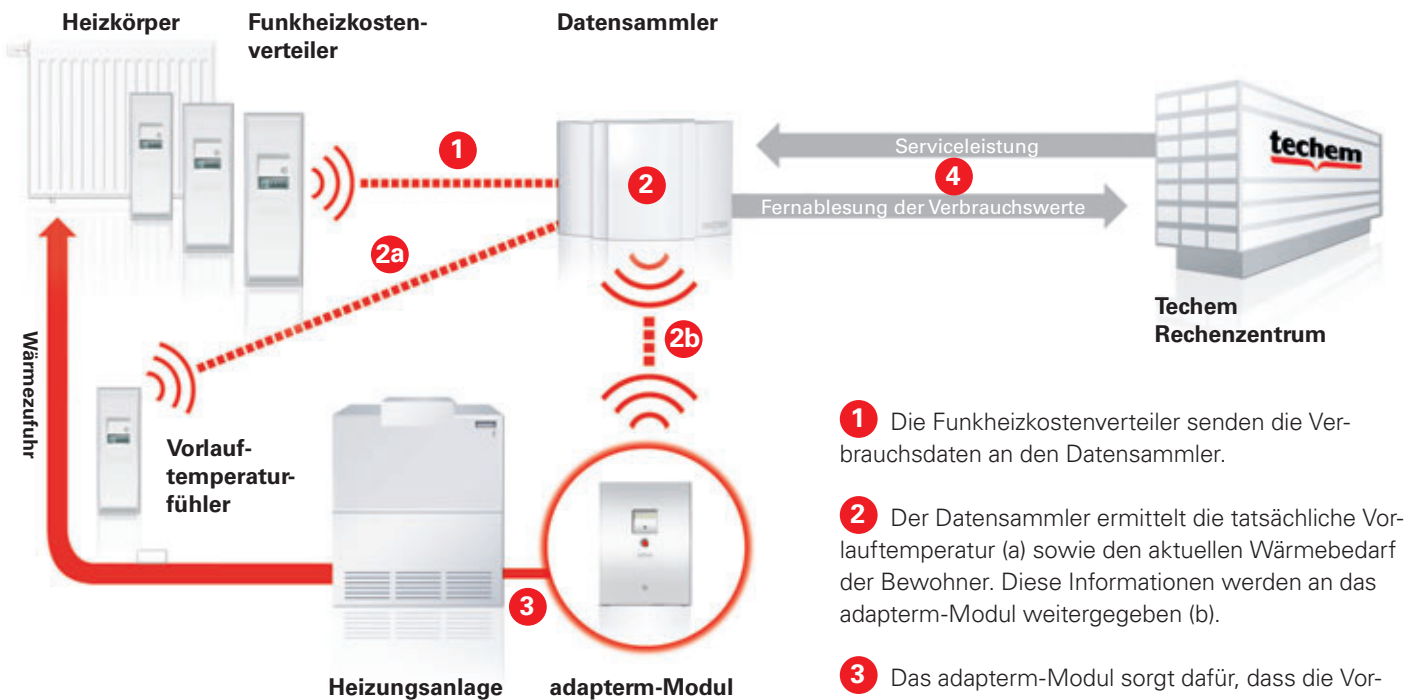 Heizkörper
Funkheizkosten-
verteiler
Datensammler
1
2
Serviceleistung
4
Fernablesung der Verbrauchswerte
techem
Techem
Rechenzentrum
2a
2b
Wärmezufuhr
Vorlauf-
temperatur-
fühler
3
Heizungsanlage
adapterm-Modul
1 Die Funkheizkostenverteiler senden die Ver-
brauchsdaten an den Datensammler.
2 Der Datensammler ermittelt die tatsächliche Vor-
lauftemperatur (a) sowie den aktuellen Wärmebedarf
der Bewohner. Diese Informationen werden an das
adapterm-Modul weitergegeben (b).
3 Das adapterm-Modul sorgt dafür, dass die Vor-